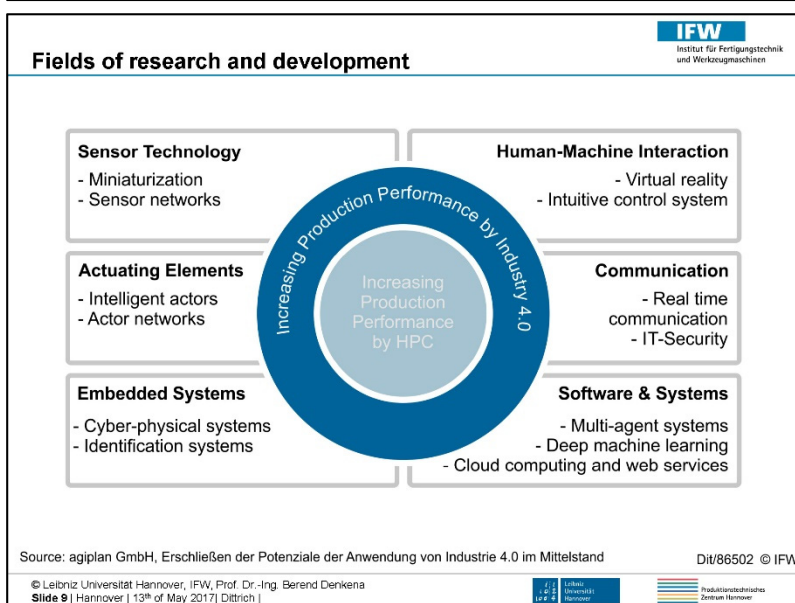 Fields of research and development
IFW
Institut für Fertigungstechnik
und Werkzeugmaschinen
Sensor Technology
- Miniaturization
- Sensor networks
Human-Machine Interaction
- Virtual reality
- Intuitive control system
Actuating Elements
- Intelligent actors
- Actor networks
Increasing Production Performance by Industry 4.0
Increasing
Production
Performance
by HPC
Communication
- Real time
communication
- IT-Security
Embedded Systems
- Cyber-physical systems
- Identification systems
Software & Systems
- Multi-agent systems
- Deep machine learning
- Cloud computing and web services
Source: agiplan GmbH, Erschließen der Potenziale der Anwendung von Industrie 4.0 im Mittelstand
Dit/86502 © IFW
© Leibniz Universität Hannover, IFW, Prof. Dr.-Ing. Berend Denkena
Slide 9 | Hannover | 13th of May 2017| Dittrich |
Leibniz
Universität
Hannover
Produktionstechnisches
Zentrum Hannover